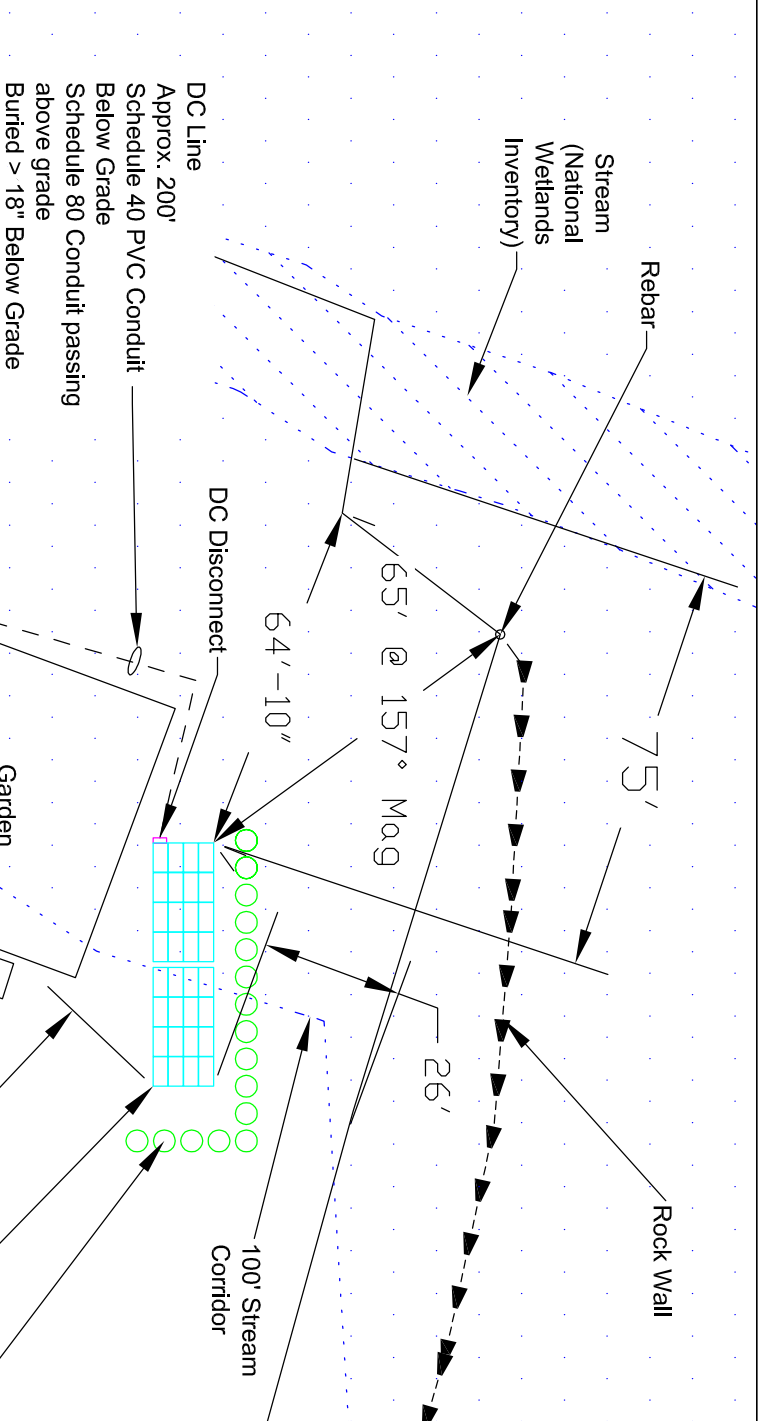 Stream
(National
Wetlands
Inventory)
Rebar
DC Line
Approx. 200'
Schedule 40 PVC Conduit
Below Grade
Schedule 80 Conduit passing
above grade
Buried > 18" Below Grade
DC Disconnect
64'-10"
65' @ 157° Mag
75'
Garden
26'
Rock Wall
100' Stream
Corridor